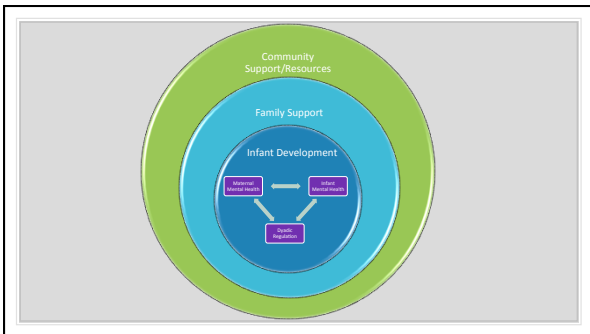 Community
Support/Resources
Family Support
Infant Development
Maternal
Mental Health
Infant
Mental Health
Dyadic
Regulation